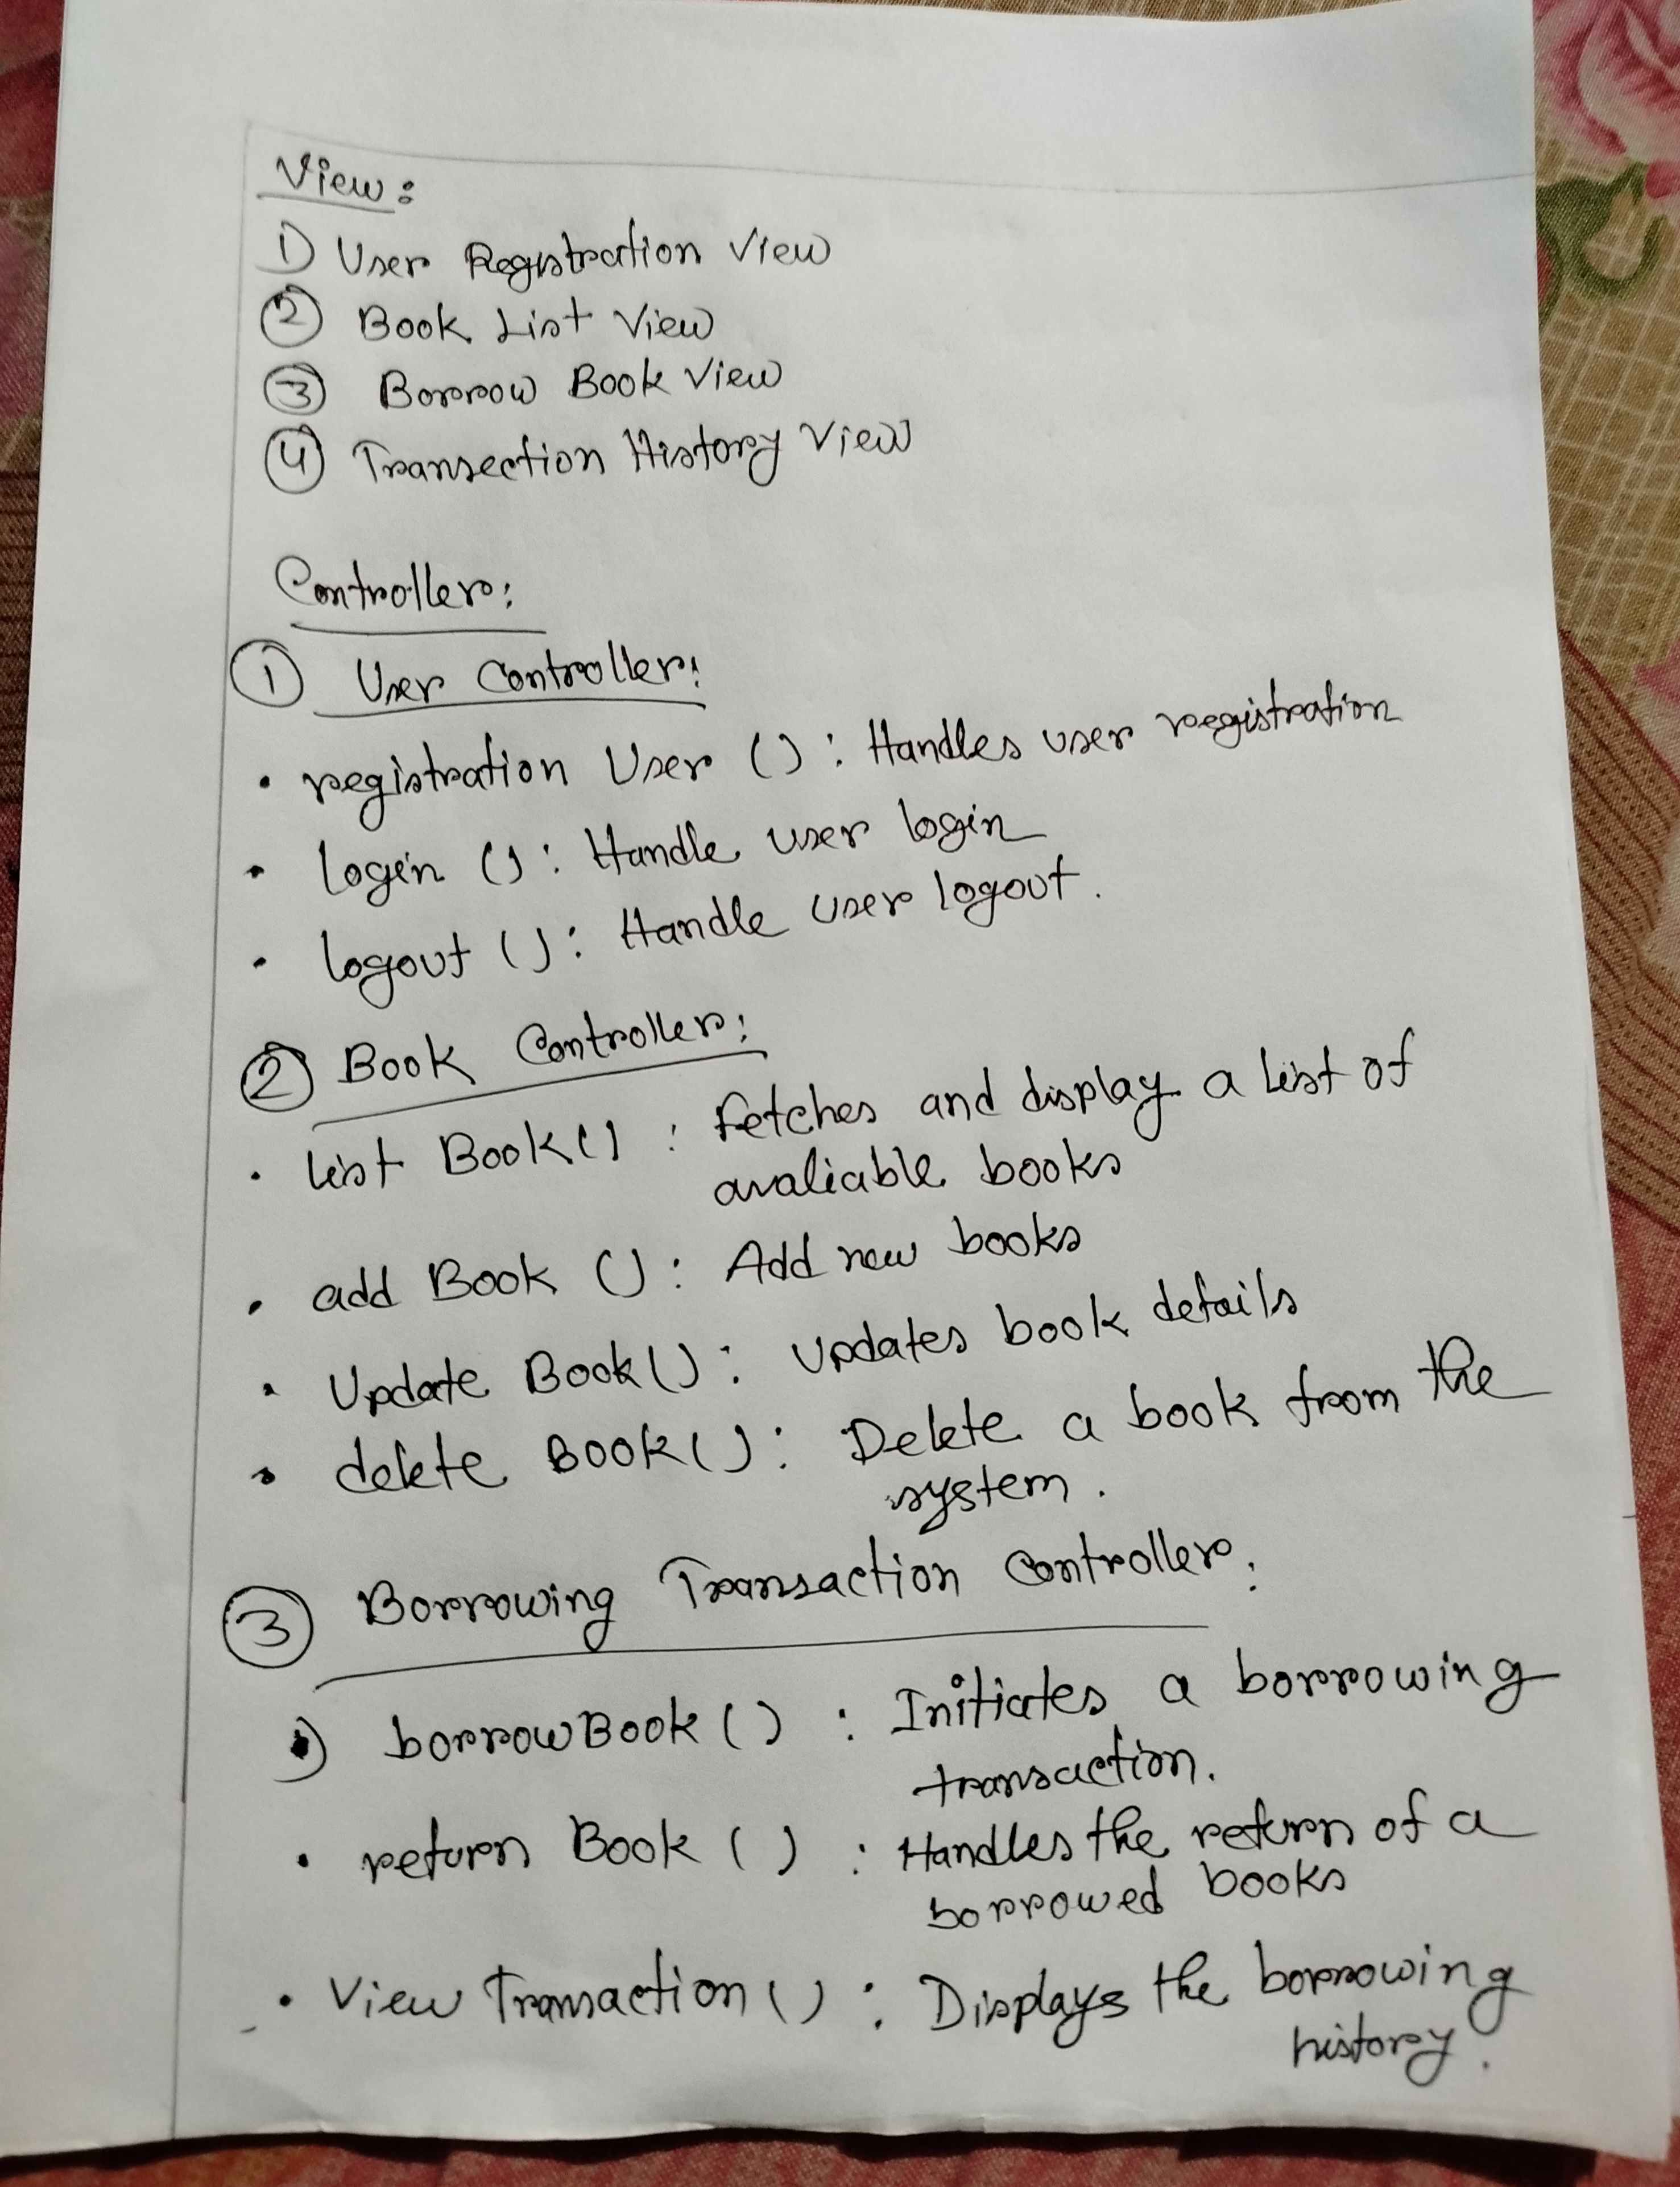 View:
1) User Registration View
2 Book List View
3 Borrow Book View
4 Transection History View
Controller:
1 User Controller:
• registration User () : Handles user registration
• login () : Handle user login
• logout () : Handle user logout.
2 Book Controller:
• list Book() : Fetches and display a list of
avaliable books
• add Book () : Add new books
• Update Book() : Updates book details
• delete Book() : Delete a book from the
system.
3 Borrowing Transaction Controller:
•) borrowBook () : Initiates a borrowing
transaction.
• return Book () : Handles the return of a
borrowed books
• View Transaction () : Displays the borrowing
history.